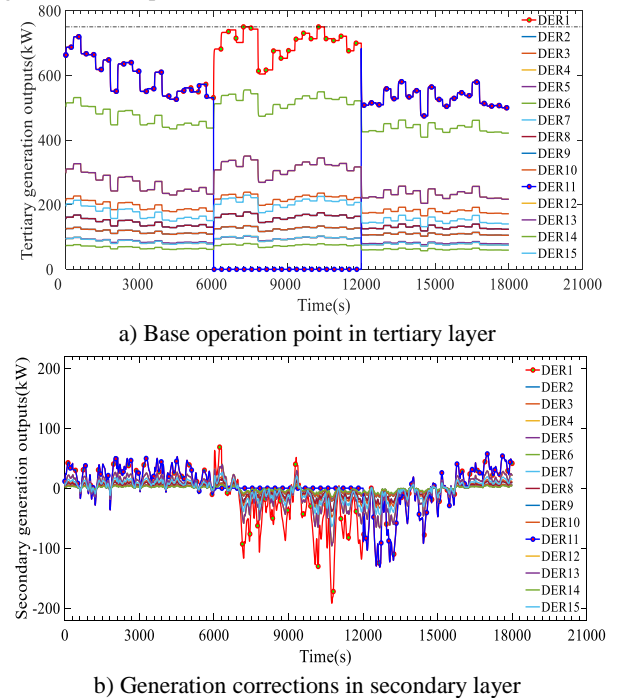 Tertiary generation outputs(kW)
800
600
400
200
0
0
3000
6000
9000
12000
15000
18000
21000
Time(s)
DER1
DER2
DER3
DER4
DER5
DER6
DER7
DER8
DER9
DER10
DER11
DER12
DER13
DER14
DER15
a) Base operation point in tertiary layer
Secondary generation outputs(kW)
200
100
0
-100
-200
0
3000
6000
9000
12000
15000
18000
21000
Time(s)
DER1
DER2
DER3
DER4
DER5
DER6
DER7
DER8
DER9
DER10
DER11
DER12
DER13
DER14
DER15
b) Generation corrections in secondary layer